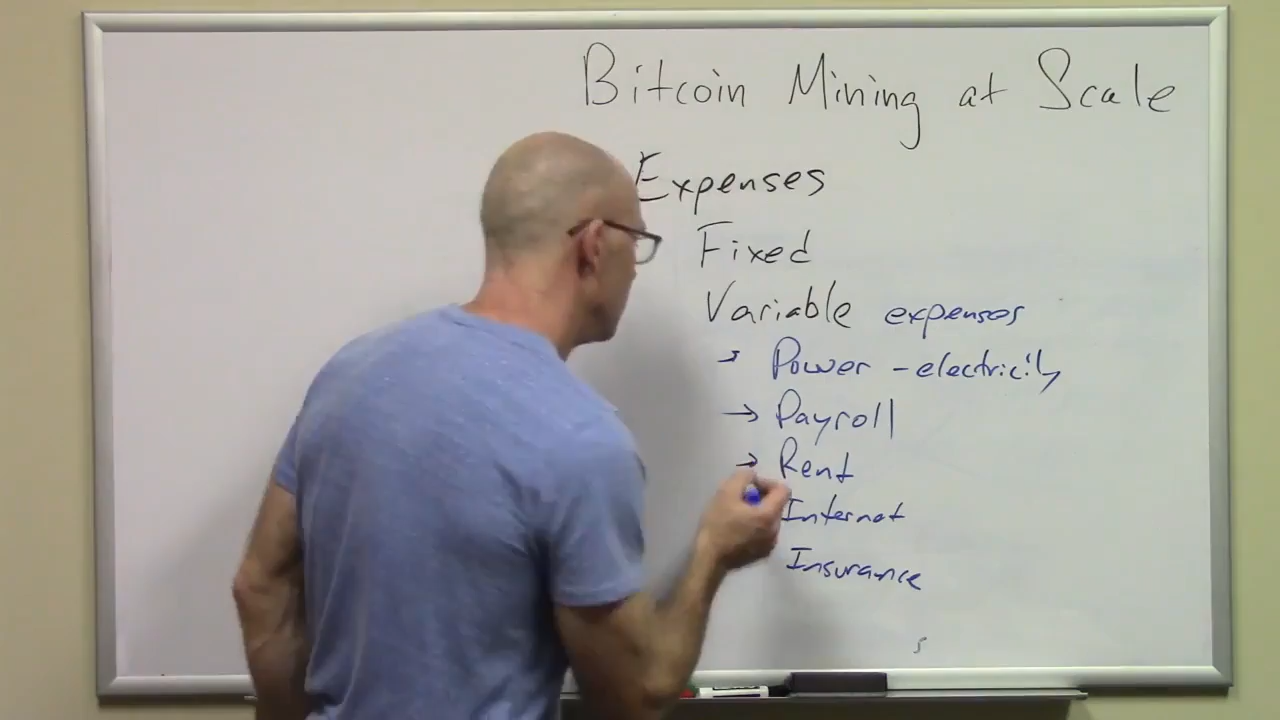 Bitcoin Mining at Scale
Expenses
Fixed
Variable expenses
→ Power - electricity
→ Payroll
→ Rent
Internet
Insurance